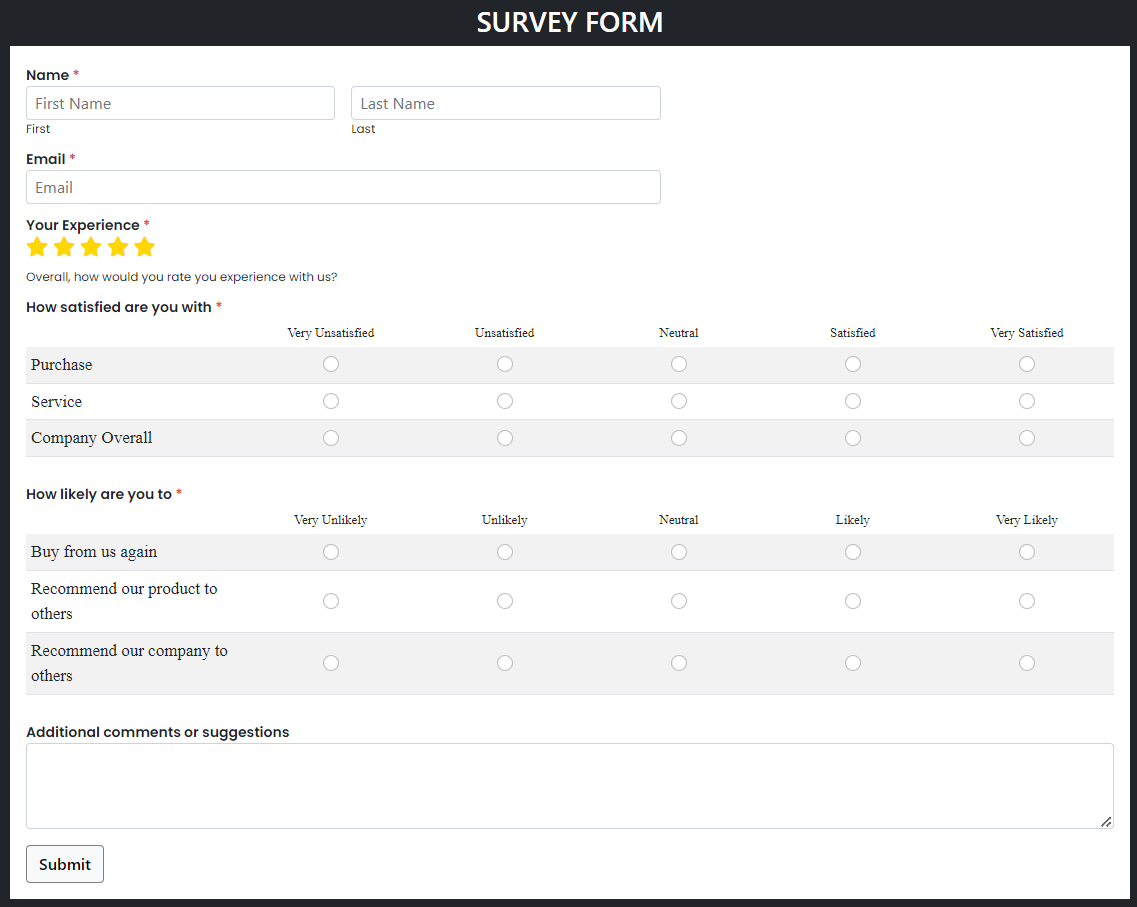 SURVEY FORM
Name *
First Name Last Name
First Last
Email *
Email
Your Experience *
Overall, how would you rate you experience with us?
How satisfied are you with *
Very Unsatisfied Unsatisfied Neutral Satisfied Very Satisfied
Purchase
Service
Company Overall
How likely are you to *
Very Unlikely Unlikely Neutral Likely Very Likely
Buy from us again
Recommend our product to
others
Recommend our company to
others
Additional comments or suggestions
Submit